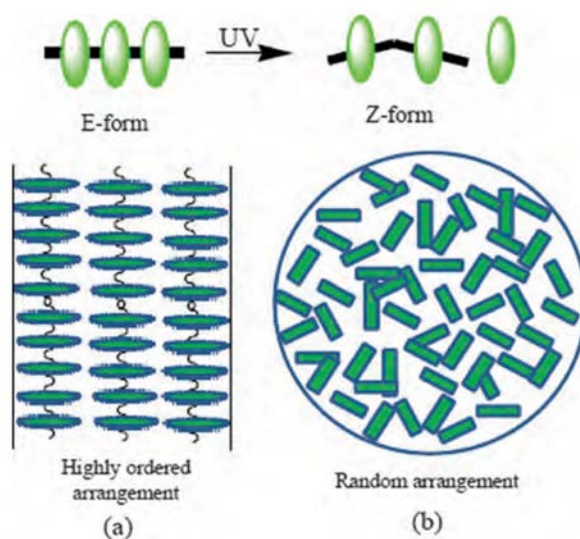 UV
E-form
Z-form
Highly ordered
arrangement
Random arrangement
(a)
(b)